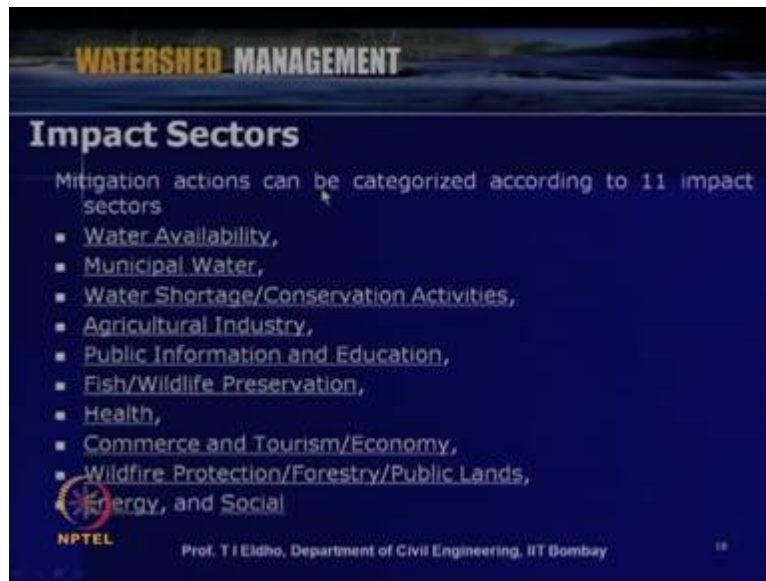 WATERSHED MANAGEMENT
Impact Sectors
Mitigation actions can be categorized according to 11 impact
sectors
Water Availability,
Municipal Water,
Water Shortage/Conservation Activities,
Agricultural Industry,
Public Information and Education,
Fish/Wildlife Preservation,
Health,
Commerce and Tourism/Economy,
Wildfire Protection/Forestry/Public Lands,
Energy, and Social
NPTEL
Prof. T I Eldho, Department of Civil Engineering, IIT Bombay